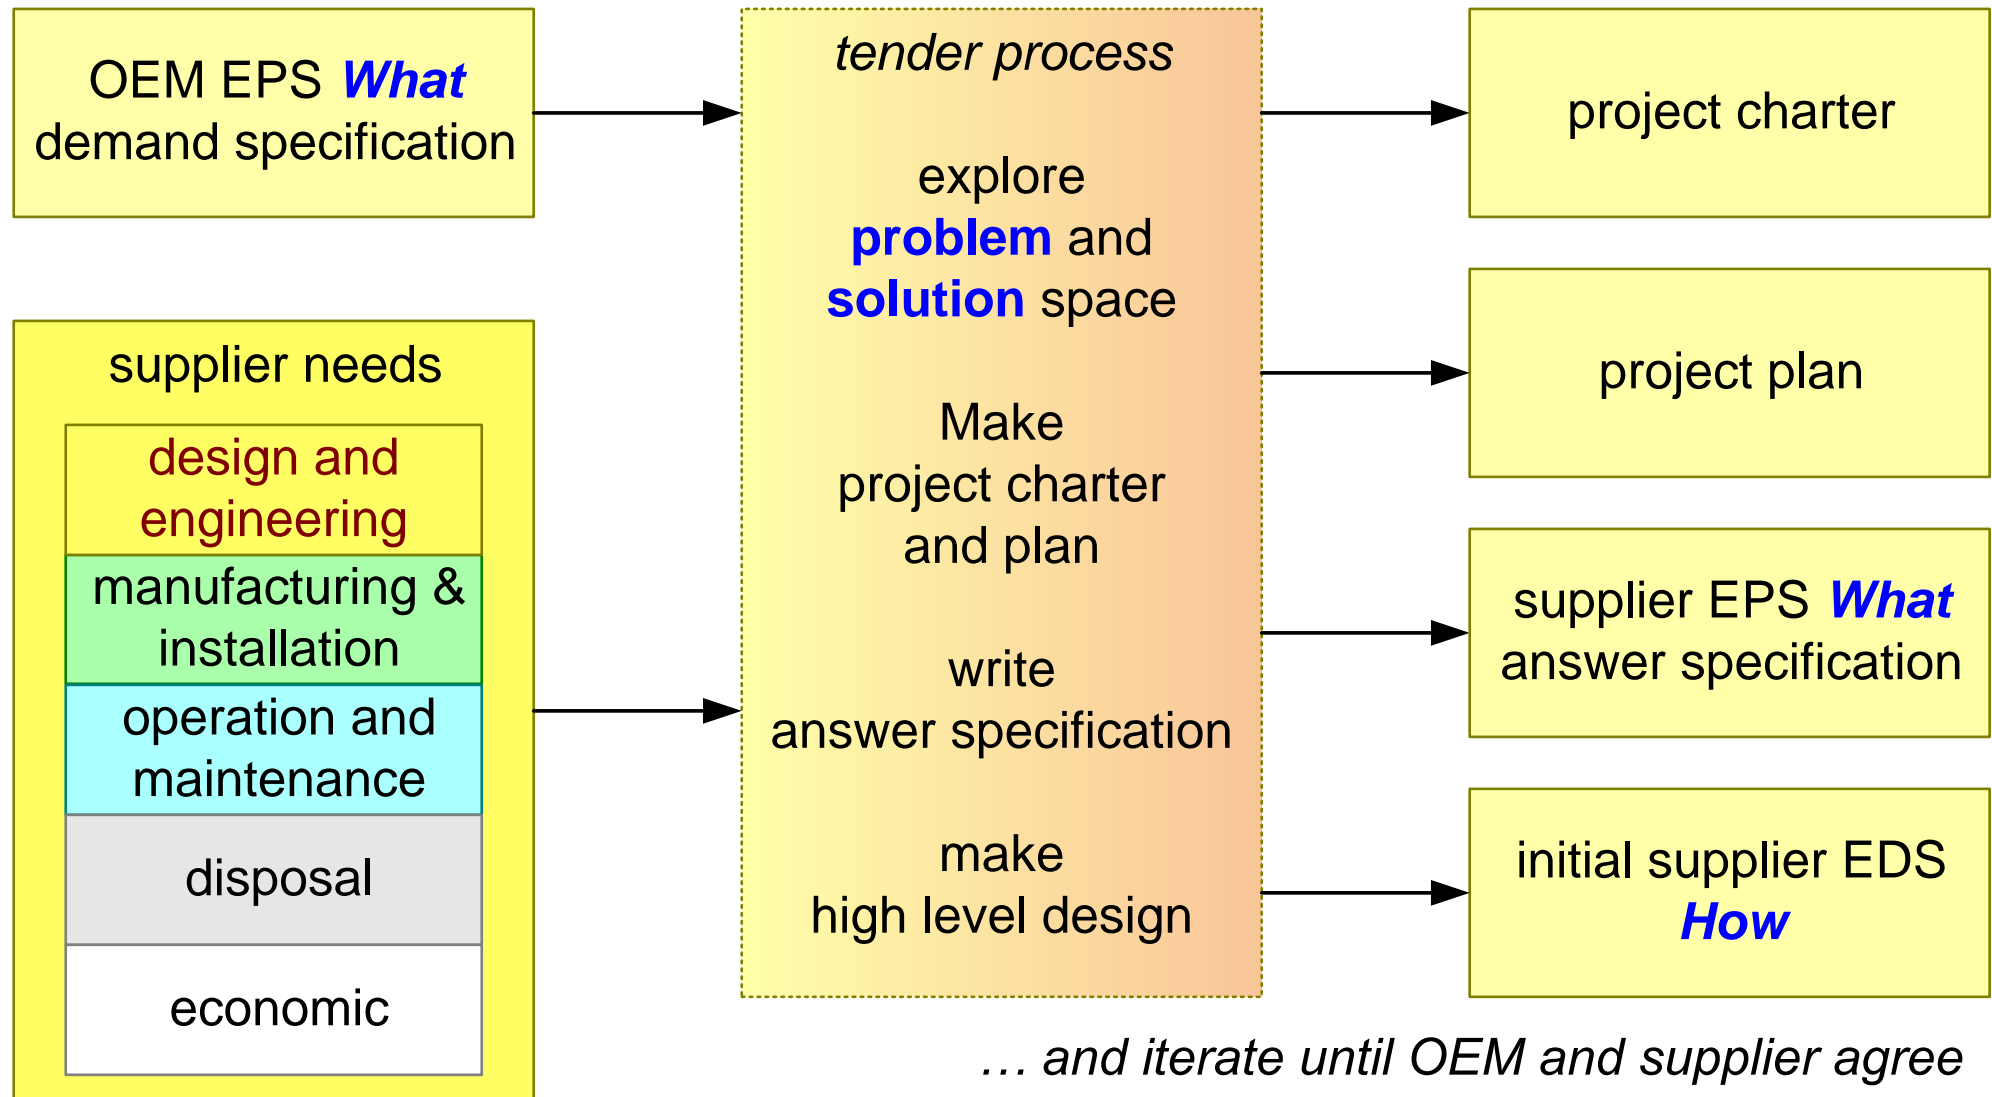 OEM EPS What
demand specification
supplier needs
design and
engineering
manufacturing &
installation
operation and
maintenance
disposal
economic
tender process
explore
problem and
solution space
Make
project charter
and plan
write
answer specification
make
high level design
project charter
project plan
supplier EPS What
answer specification
initial supplier EDS
How
… and iterate until OEM and supplier agree